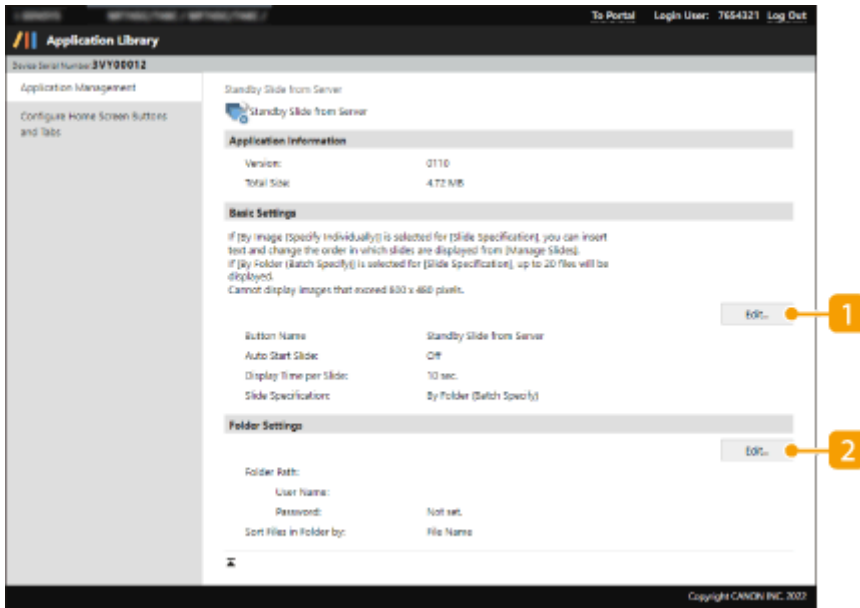 To Portal Login User: 7654321 Log Out
Application Library
Device Serial Number:3VY00012
Application Management
Configure Home Screen Buttons
and Tabs
Standby Slide from Server
Standby Slide from Server
Application Information
Version: 0110
Total Size: 4.72 MB
Basic Settings
If [By Image (Specify Individually)] is selected for [Slide Specification], you can insert
text and change the order in which slides are displayed from [Manage Slides].
If [By Folder (Batch Specify)] is selected for [Slide Specification], up to 20 files will be
displayed.
Cannot display images that exceed 800 x 480 pixels.
Edit... 1
Button Name Standby Slide from Server
Auto Start Slide: Off
Display Time per Slide: 10 sec.
Slide Specification: By Folder (Batch Specify)
Folder Settings
Edit... 2
Folder Path:
User Name:
Password: Not set.
Sort Files in Folder by: File Name
Copyright CANON INC. 2022